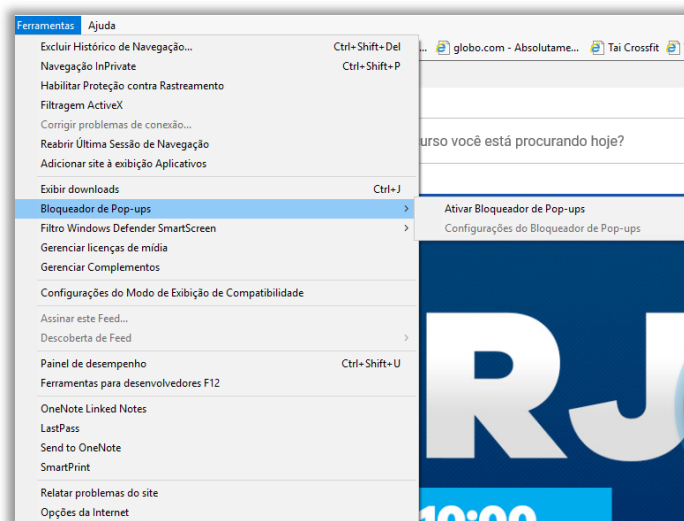 Ferramentas Ajuda
Excluir Histórico de Navegação... Ctrl+Shift+Del
... globo.com - Absolutame... Tai Crossfit
Navegação InPrivate Ctrl+Shift+P
Habilitar Proteção contra Rastreamento
Filtragem ActiveX
Corrigir problemas de conexão...
Reabrir Última Sessão de Navegação
urso você está procurando hoje?
Adicionar site à exibição Aplicativos
Exibir downloads Ctrl+J
Bloqueador de Pop-ups >
Ativar Bloqueador de Pop-ups
Filtro Windows Defender SmartScreen >
Configurações do Bloqueador de Pop-ups
Gerenciar licenças de mídia
Gerenciar Complementos
Configurações do Modo de Exibição de Compatibilidade
Assinar este Feed...
Descoberta de Feed >
Painel de desempenho Ctrl+Shift+U
Ferramentas para desenvolvedores F12
RJ
OneNote Linked Notes
LastPass
Send to OneNote
SmartPrint
Relatar problemas do site
Opções da Internet